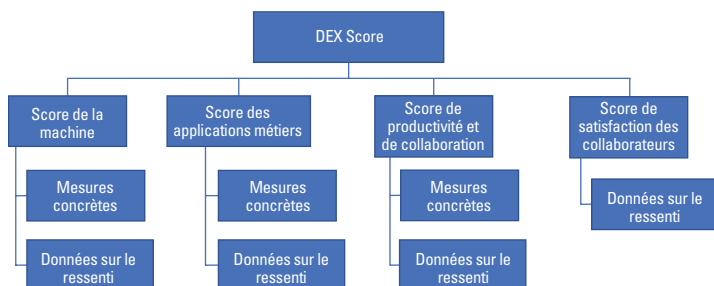 DEX Score
Score de la
machine
Score des
applications métiers
Score de
productivité et
de collaboration
Score de
satisfaction des
collaborateurs
Mesures
concrètes
Mesures
concrètes
Mesures
concrètes
Données sur le
ressenti
Données sur le
ressenti
Données sur le
ressenti
Données sur le
ressenti